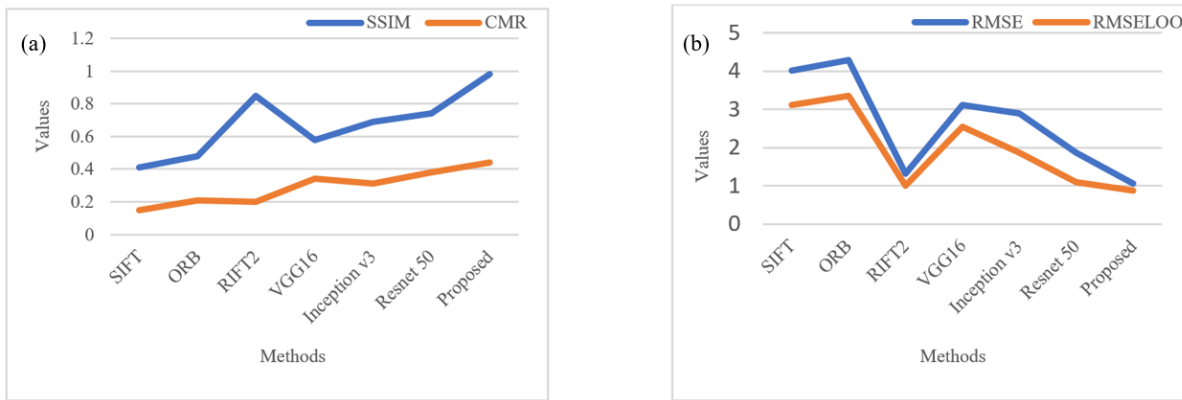 (a)
SSIM CMR
1.2
1
0.8
0.6
0.4
0.2
0
Values
SIFT
ORB
RIFT2
VGG16
Inception v3
Resnet 50
Proposed
Methods
(b)
RMSE RMSELOO
5
4
3
2
1
0
Values
SIFT
ORB
RIFT2
VGG16
Inception v3
Resnet 50
Proposed
Methods